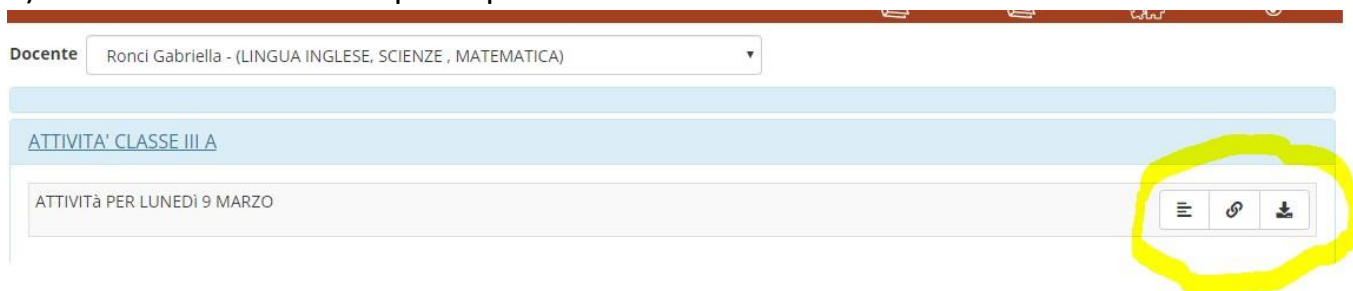 Docente Ronci Gabriella - (LINGUA INGLESE, SCIENZE , MATEMATICA)
ATTIVITA' CLASSE III A
ATTIVITà PER LUNEDÌ 9 MARZO